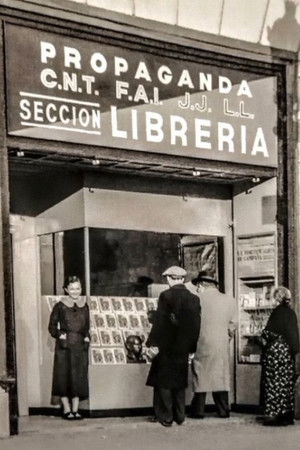 PROPAGANDA
C.N.T. F.A.I. J.J. L.L.
SECCION LIBRERIA